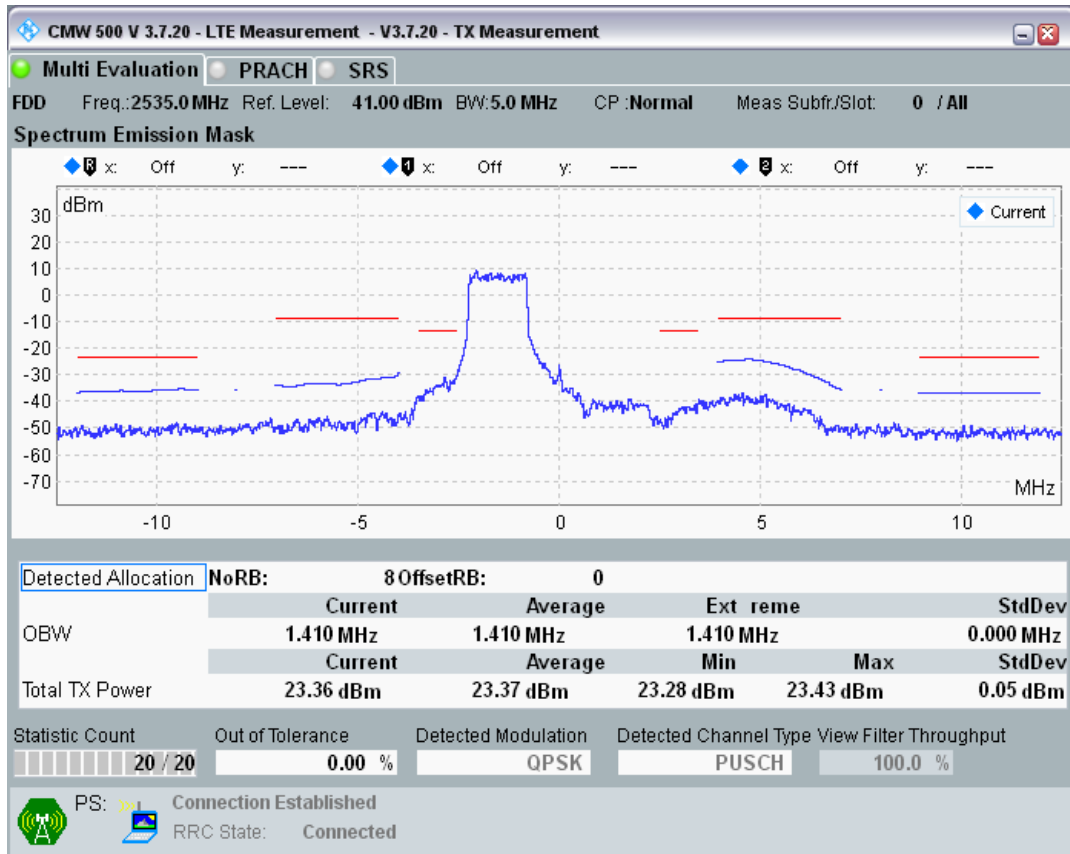 CMW 500 V 3.7.20 - LTE Measurement - V3.7.20 - TX Measurement
Multi Evaluation PRACH SRS
FDD Freq.:2535.0 MHz Ref. Level: 41.00 dBm BW:5.0 MHz CP :Normal Meas Subfr./Slot: 0 / All
Spectrum Emission Mask
R x: Off y: --- 1 x: Off y: --- 2 x: Off y: ---
dBm
Current
30
20
10
0
-10
-20
-30
-40
-50
-60
-70
MHz
-10 -5 0 5 10
Detected Allocation NoRB: 8 OffsetRB: 0
Current Average Ext reme StdDev
OBW 1.410 MHz 1.410 MHz 1.410 MHz 0.000 MHz
Current Average Min Max StdDev
Total TX Power 23.36 dBm 23.37 dBm 23.28 dBm 23.43 dBm 0.05 dBm
Statistic Count Out of Tolerance Detected Modulation Detected Channel Type View Filter Throughput
20 / 20 0.00 % QPSK PUSCH 100.0 %
PS: Connection Established
RRC State: Connected